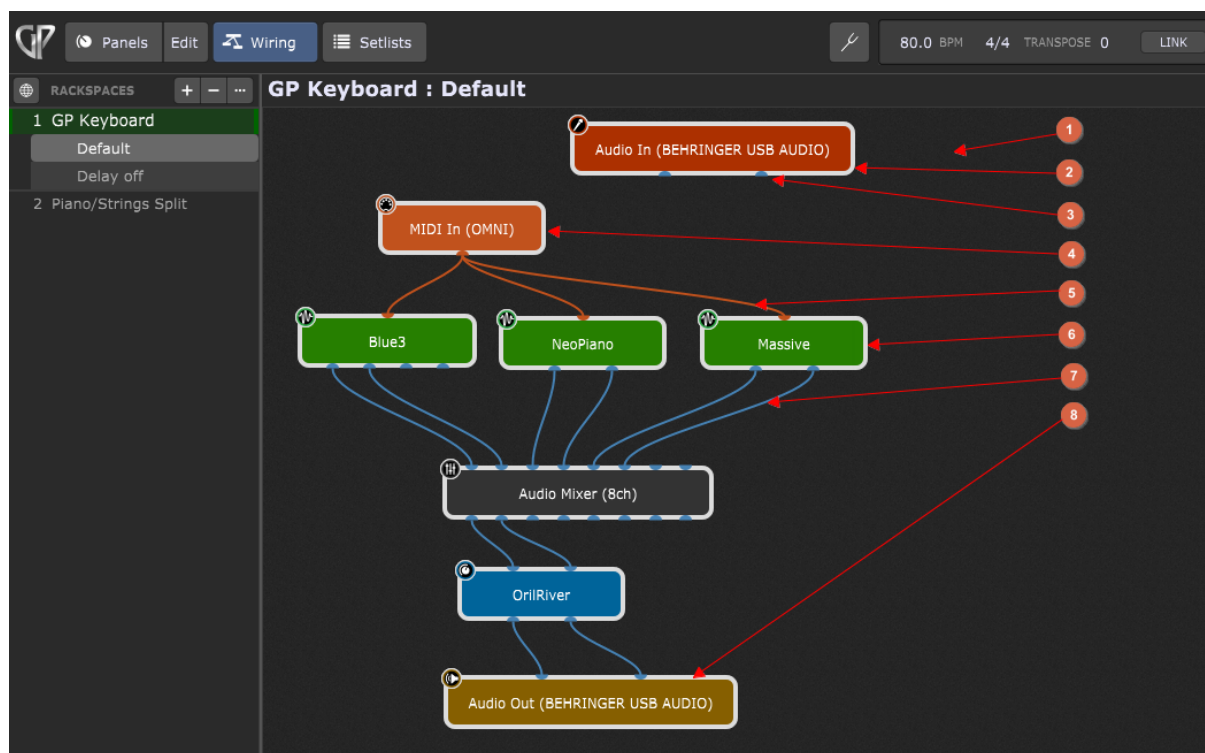 GP Panels Edit Wiring Setlists 80.0 BPM 4/4 TRANSPOSE 0 LINK
RACKSPACES + − ... GP Keyboard : Default
1 GP Keyboard
Default
Delay off
2 Piano/Strings Split
Audio In (BEHRINGER USB AUDIO)
1
2
3
MIDI In (OMNI)
4
5
Blue3
NeoPiano
Massive
6
7
8
Audio Mixer (8ch)
OrilRiver
Audio Out (BEHRINGER USB AUDIO)